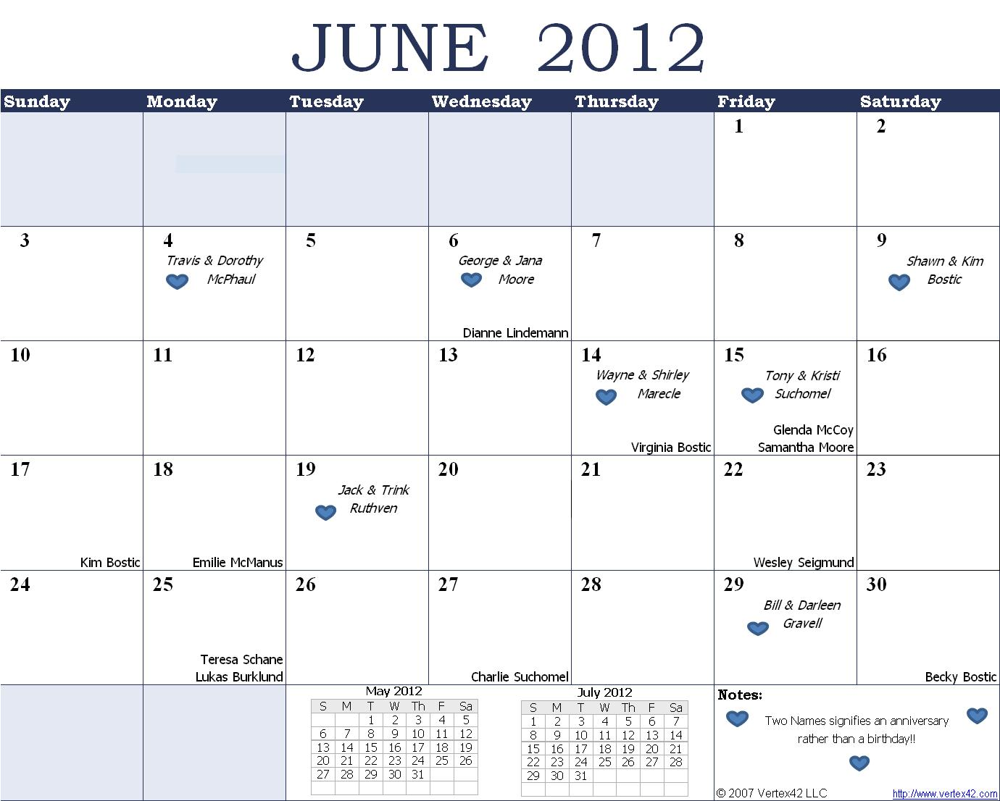 JUNE 2012
Sunday Monday Tuesday Wednesday Thursday Friday Saturday
1 2
3 4 5 6 7 8 9
Travis & Dorothy
McPhaul
George & Jana
Moore
Dianne Lindemann
Shawn & Kim
Bostic
10 11 12 13 14 15 16
Wayne & Shirley
Marecle
Virginia Bostic
Tony & Kristi
Suchomel
Glenda McCoy
Samantha Moore
17 18 19 20 21 22 23
Kim Bostic
Emilie McManus
Jack & Trink
Ruthven
Wesley Seigmund
24 25 26 27 28 29 30
Teresa Schane
Lukas Burklund
Charlie Suchomel
Bill & Darleen
Gravell
Becky Bostic
May 2012
S M T W Th F Sa
1 2 3 4 5
6 7 8 9 10 11 12
13 14 15 16 17 18 19
20 21 22 23 24 25 26
27 28 29 30 31
July 2012
S M T W Th F Sa
1 2 3 4 5 6 7
8 9 10 11 12 13 14
15 16 17 18 19 20 21
22 23 24 25 26 27 28
29 30 31
Notes:
Two Names signifies an anniversary
rather than a birthday!!
© 2007 Vertex42 LLC
http://www.vertex42.com